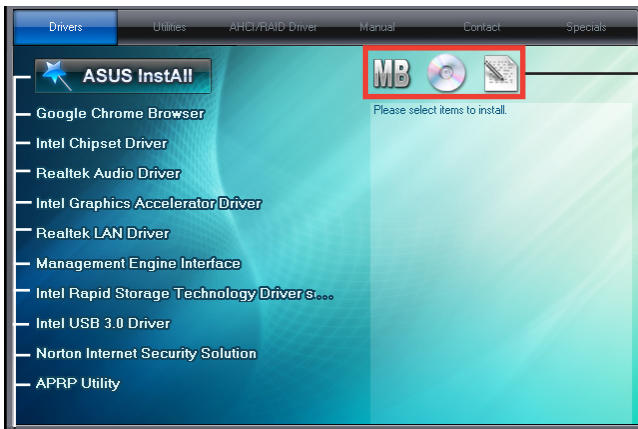 Drivers Utilities AHCI/RAID Driver Manual Contact Specials
ASUS InstAll
MB
Please select items to install.
Google Chrome Browser
Intel Chipset Driver
Realtek Audio Driver
Intel Graphics Accelerator Driver
Realtek LAN Driver
Management Engine Interface
Intel Rapid Storage Technology Driver s...
Intel USB 3.0 Driver
Norton Internet Security Solution
APRP Utility